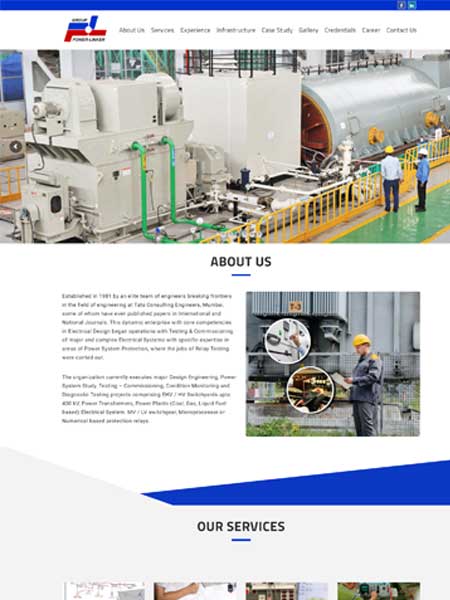 GROUP
POWER-LINKER
About Us Services Experience Infrastructure Case Study Gallery Credentials Career Contact Us
ABOUT US
Established in 1981 by an elite team of engineers breaking frontiers
in the field of engineering at Tata Consulting Engineers, Mumbai,
some of whom have even published papers in International and
National Journals. This dynamic enterprise with core competencies
in Electrical Design began operations with Testing & Commissioning
of major and complex Electrical Systems with specific expertise in
areas of Power System Protection, where the jobs of Relay Testing
were carried out.
The organization currently executes major Design Engineering, Power
System Study Testing – Commissioning, Condition Monitoring and
Diagnostic Testing projects comprising EHV / HV Switchyards upto
400 kV, Power Transformers, Power Plants (Coal, Gas, Liquid Fuel
based) Electrical System. MV / LV switchgear, Microprocessor or
Numerical based protection relays.
T-3
OUR SERVICES